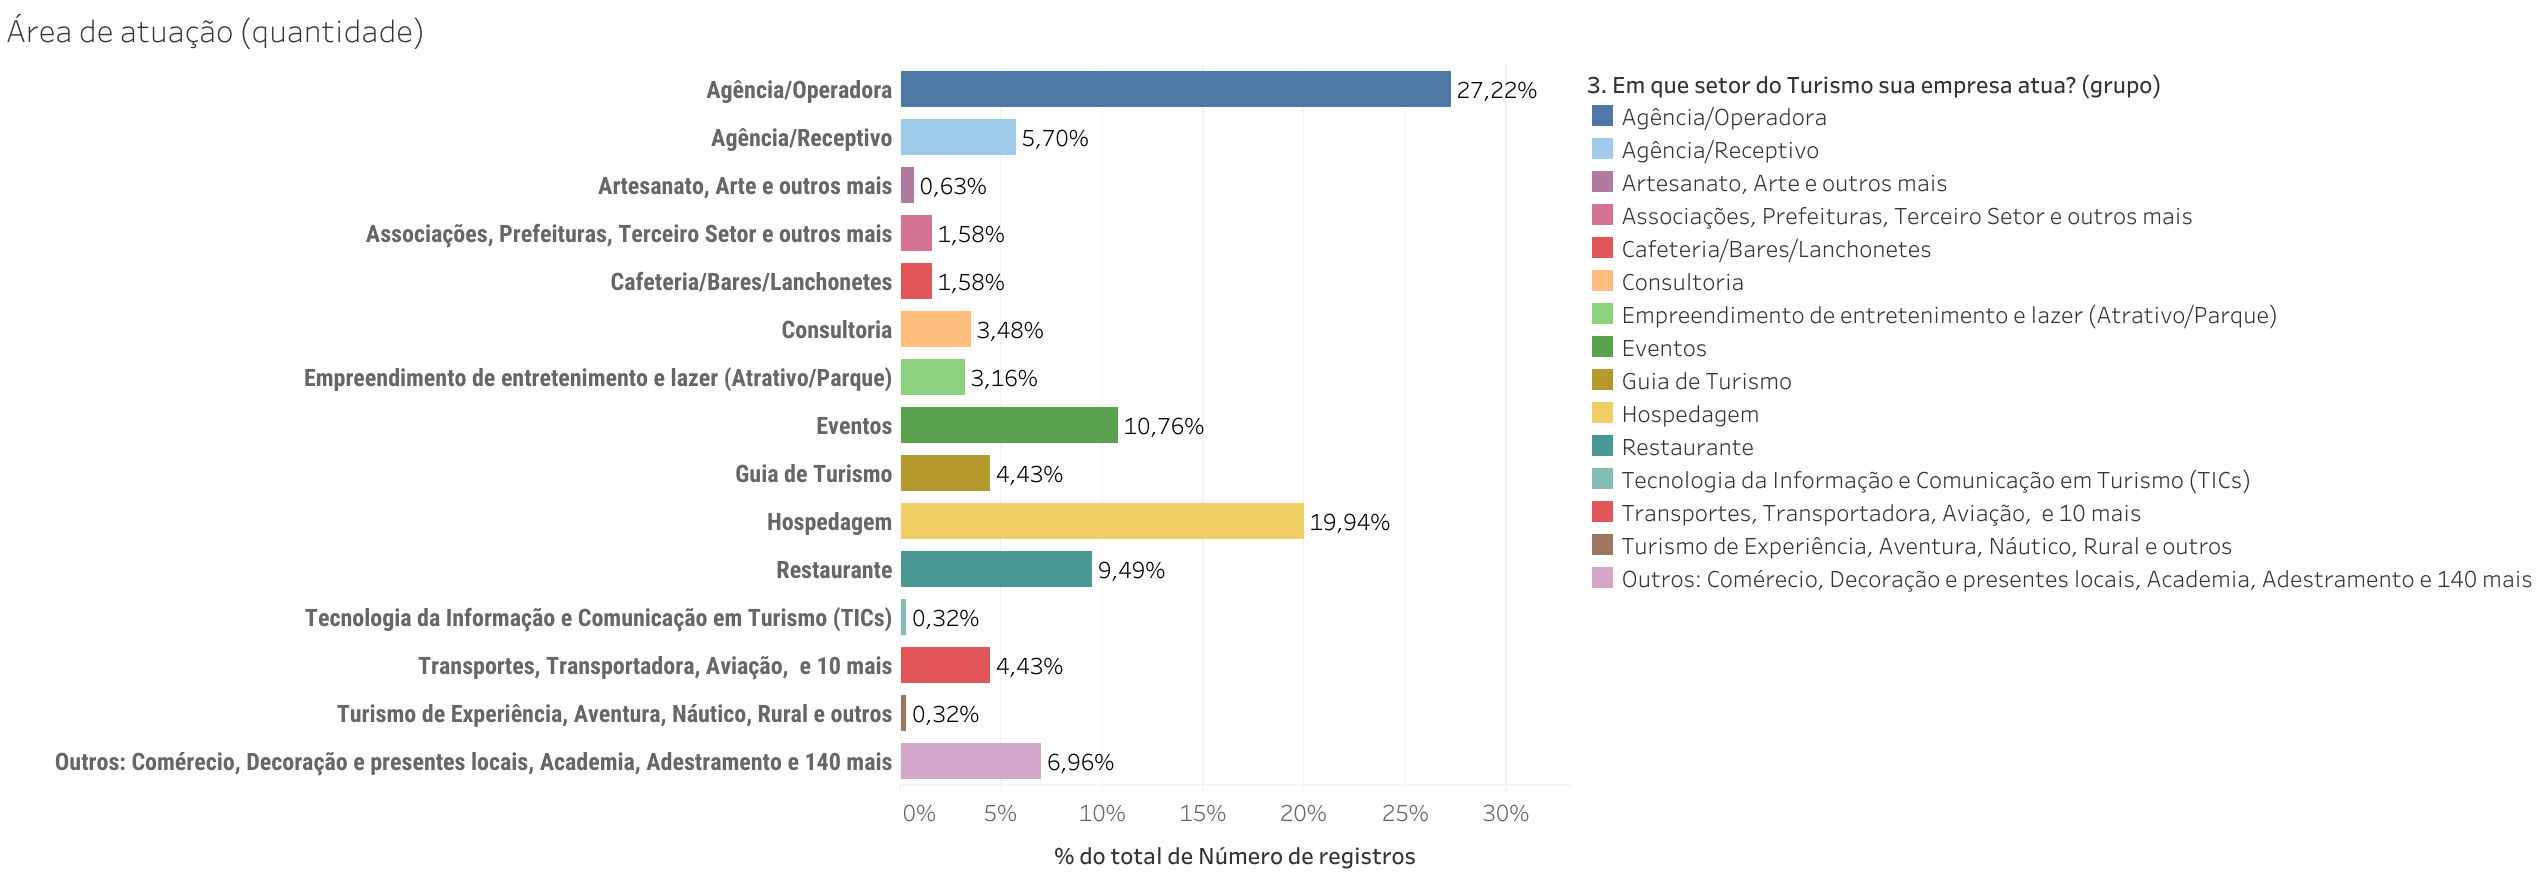 Área de atuação (quantidade)
Agência/Operadora 27,22%
Agência/Receptivo 5,70%
Artesanato, Arte e outros mais 0,63%
Associações, Prefeituras, Terceiro Setor e outros mais 1,58%
Cafeteria/Bares/Lanchonetes 1,58%
Consultoria 3,48%
Empreendimento de entretenimento e lazer (Atrativo/Parque) 3,16%
Eventos 10,76%
Guia de Turismo 4,43%
Hospedagem 19,94%
Restaurante 9,49%
Tecnologia da Informação e Comunicação em Turismo (TICs) 0,32%
Transportes, Transportadora, Aviação,  e 10 mais 4,43%
Turismo de Experiência, Aventura, Náutico, Rural e outros 0,32%
Outros: Comérecio, Decoração e presentes locais, Academia, Adestramento e 140 mais 6,96%
0% 5% 10% 15% 20% 25% 30%
% do total de Número de registros
3. Em que setor do Turismo sua empresa atua? (grupo)
Agência/Operadora
Agência/Receptivo
Artesanato, Arte e outros mais
Associações, Prefeituras, Terceiro Setor e outros mais
Cafeteria/Bares/Lanchonetes
Consultoria
Empreendimento de entretenimento e lazer (Atrativo/Parque)
Eventos
Guia de Turismo
Hospedagem
Restaurante
Tecnologia da Informação e Comunicação em Turismo (TICs)
Transportes, Transportadora, Aviação,  e 10 mais
Turismo de Experiência, Aventura, Náutico, Rural e outros
Outros: Comérecio, Decoração e presentes locais, Academia, Adestramento e 140 mais